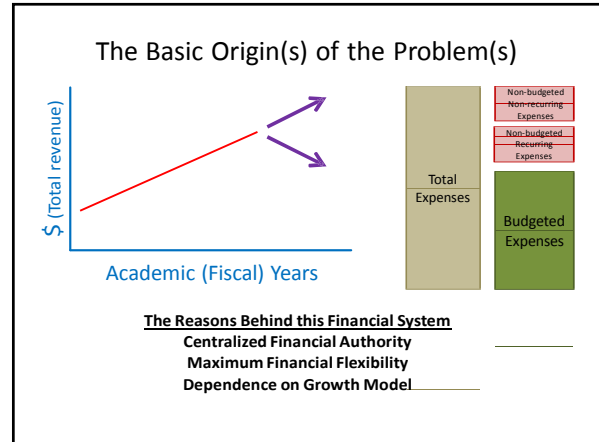 The Basic Origin(s) of the Problem(s)
$ (Total revenue)
Academic (Fiscal) Years
Total
Expenses
Non-budgeted
Non-recurring
Expenses
Non-budgeted
Recurring
Expenses
Budgeted
Expenses
The Reasons Behind this Financial System
Centralized Financial Authority
Maximum Financial Flexibility
Dependence on Growth Model